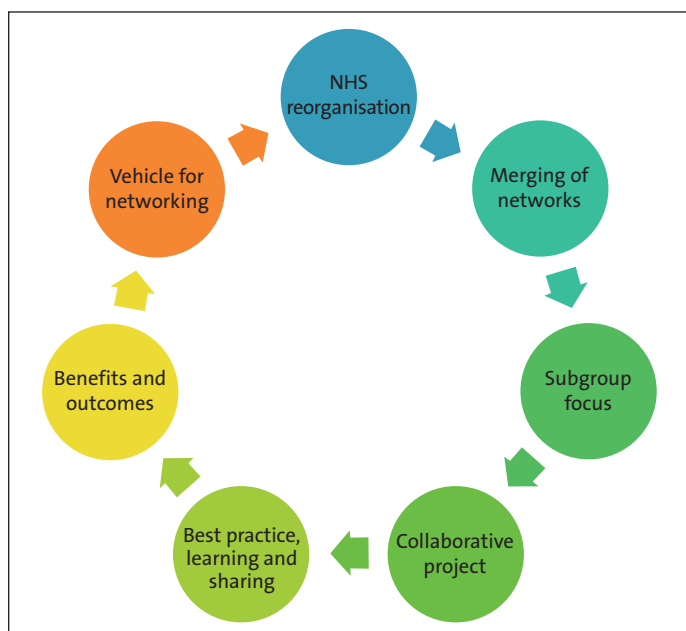 NHS
reorganisation
Merging of
networks
Subgroup
focus
Collaborative
project
Best practice,
learning and
sharing
Benefits and
outcomes
Vehicle for
networking